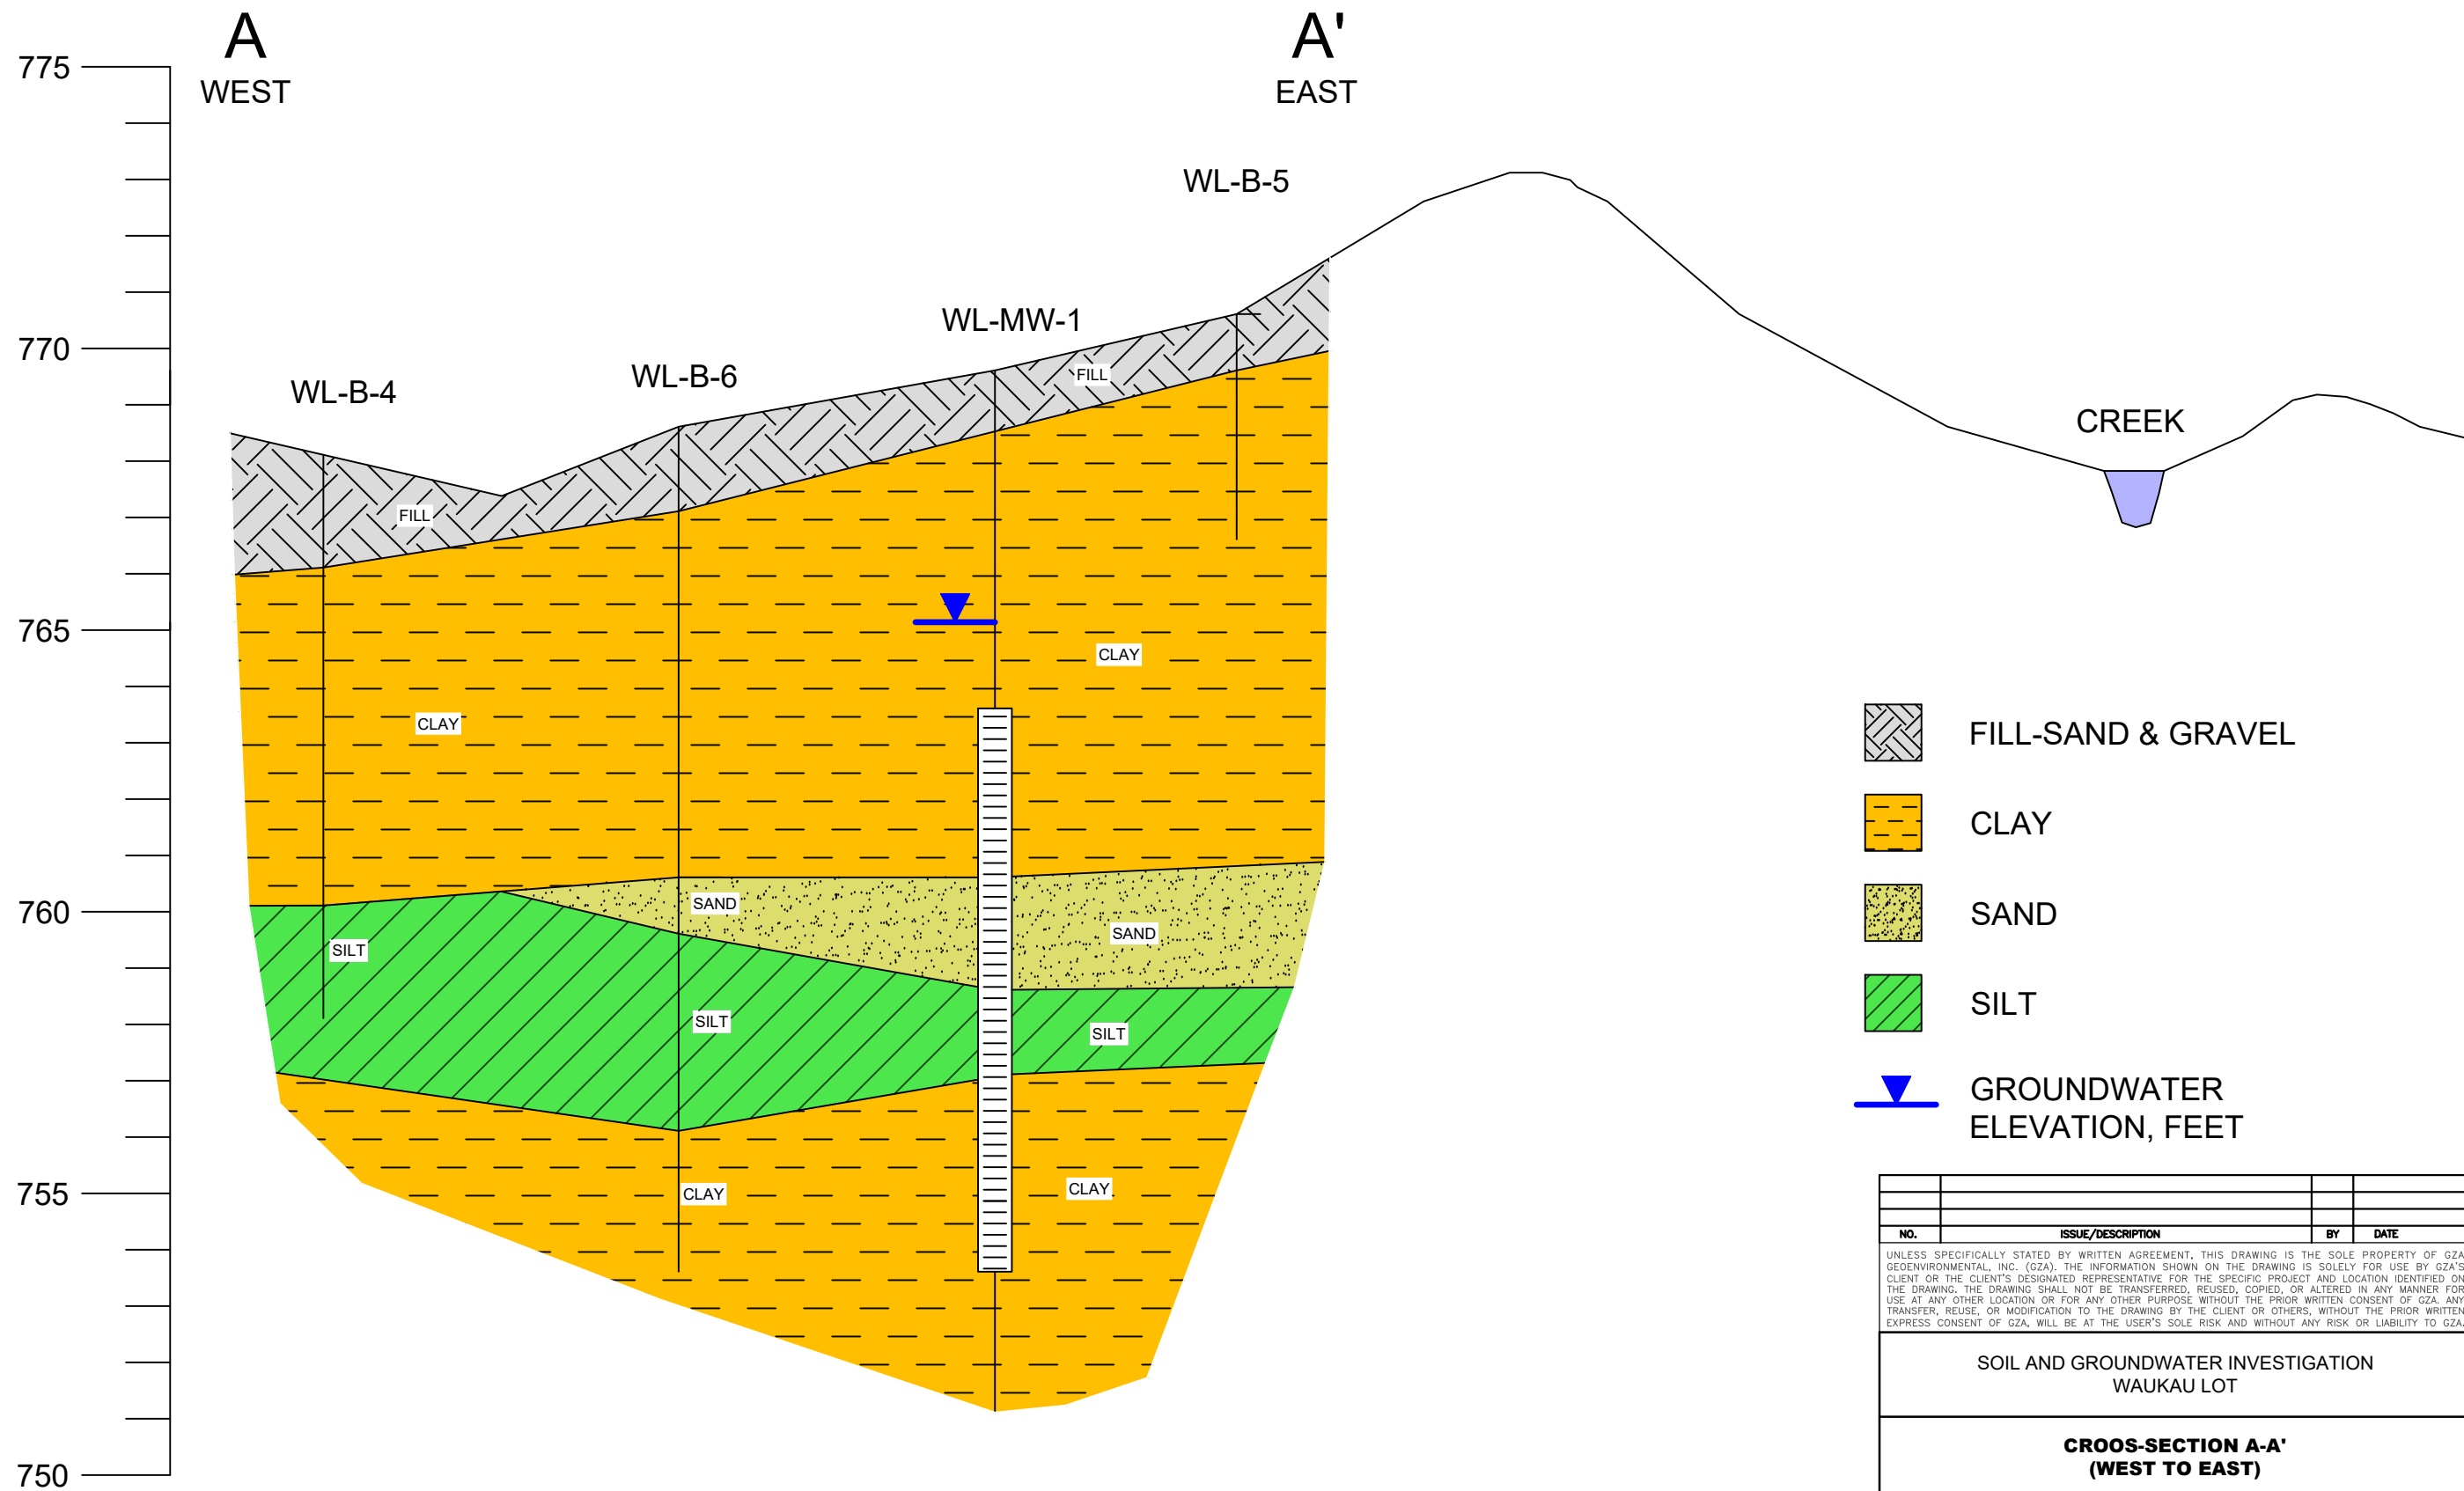 A
WEST
A'
EAST
775
770
765
760
755
750
WL-B-4
WL-B-6
WL-MW-1
WL-B-5
CREEK
FILL
FILL
CLAY
CLAY
SAND
SAND
SILT
SILT
SILT
CLAY
CLAY
FILL-SAND & GRAVEL
CLAY
SAND
SILT
GROUNDWATER
ELEVATION, FEET
NO. ISSUE/DESCRIPTION BY DATE
UNLESS SPECIFICALLY STATED BY WRITTEN AGREEMENT, THIS DRAWING IS THE SOLE PROPERTY OF GZA
GEOENVIRONMENTAL, INC. (GZA). THE INFORMATION SHOWN ON THE DRAWING IS SOLELY FOR USE BY GZA'S
CLIENT OR THE CLIENT'S DESIGNATED REPRESENTATIVE FOR THE SPECIFIC PROJECT AND LOCATION IDENTIFIED ON
THE DRAWING. THE DRAWING SHALL NOT BE TRANSFERRED, REUSED, COPIED, OR ALTERED IN ANY MANNER FOR
USE AT ANY OTHER LOCATION OR FOR ANY OTHER PURPOSE WITHOUT THE PRIOR WRITTEN CONSENT OF GZA. ANY
TRANSFER, REUSE, OR MODIFICATION TO THE DRAWING BY THE CLIENT OR OTHERS, WITHOUT THE PRIOR WRITTEN
EXPRESS CONSENT OF GZA, WILL BE AT THE USER'S SOLE RISK AND WITHOUT ANY RISK OR LIABILITY TO GZA.
SOIL AND GROUNDWATER INVESTIGATION
WAUKAU LOT
CROOS-SECTION A-A'
(WEST TO EAST)